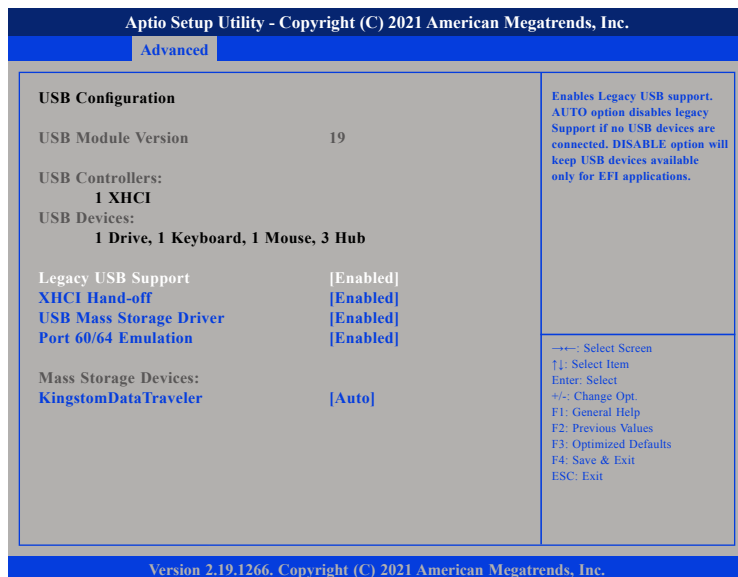 Aptio Setup Utility - Copyright (C) 2021 American Megatrends, Inc.
Advanced
USB Configuration
USB Module Version 19
USB Controllers:
1 XHCI
USB Devices:
1 Drive, 1 Keyboard, 1 Mouse, 3 Hub
Legacy USB Support [Enabled]
XHCI Hand-off [Enabled]
USB Mass Storage Driver [Enabled]
Port 60/64 Emulation [Enabled]
Mass Storage Devices:
KingstomDataTraveler [Auto]
Enables Legacy USB support.
AUTO option disables legacy
Support if no USB devices are
connected. DISABLE option will
keep USB devices available
only for EFI applications.
→←: Select Screen
↑↓: Select Item
Enter: Select
+/-: Change Opt.
F1: General Help
F2: Previous Values
F3: Optimized Defaults
F4: Save & Exit
ESC: Exit
Version 2.19.1266. Copyright (C) 2021 American Megatrends, Inc.